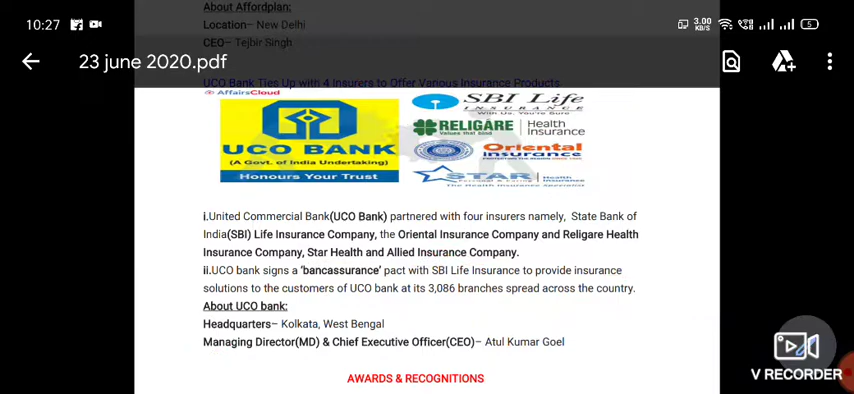 10:27
3.00
KB/S
5
23 june 2020.pdf
About Affordplan:
Location– New Delhi
CEO– Tejbir Singh
UCO Bank Ties Up with 4 Insurers to Offer Various Insurance Products
AffairsCloud
UCO BANK
(A Govt. of India Undertaking)
Honours Your Trust
SBI Life
INSURANCE
With Us, You're Sure
RELIGARE
Values that bind
Health
Insurance
Oriental
insurance
STAR
Health
Insurance
Personal & Caring
The Health Insurance Specialist
i.United Commercial Bank(UCO Bank) partnered with four insurers namely, State Bank of
India(SBI) Life Insurance Company, the Oriental Insurance Company and Religare Health
Insurance Company, Star Health and Allied Insurance Company.
ii.UCO bank signs a ‘bancassurance’ pact with SBI Life Insurance to provide insurance
solutions to the customers of UCO bank at its 3,086 branches spread across the country.
About UCO bank:
Headquarters– Kolkata, West Bengal
Managing Director(MD) & Chief Executive Officer(CEO)– Atul Kumar Goel
AWARDS & RECOGNITIONS
V RECORDER